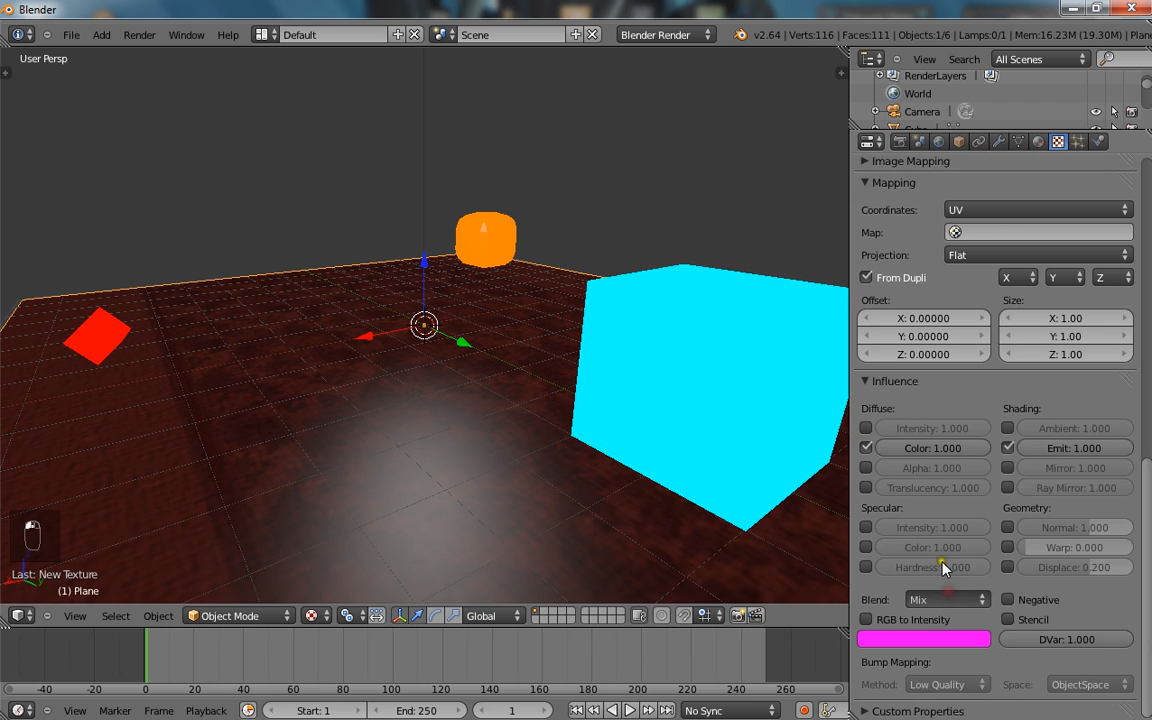 Blender
File Add Render Window Help Default Scene Blender Render v2.64 | Verts:116 | Faces:111 | Objects:1/6 | Lamps:0/1 | Mem:16.23M (19.30M) | Plane
User Persp
View Search All Scenes
RenderLayers |
World
Camera |
Image Mapping
Mapping
Coordinates: UV
Map:
Projection: Flat
From Dupli X Y Z
Offset: Size:
X: 0.00000 X: 1.00
Y: 0.00000 Y: 1.00
Z: 0.00000 Z: 1.00
Influence
Diffuse: Shading:
Intensity: 1.000 Ambient: 1.000
Color: 1.000 Emit: 1.000
Alpha: 1.000 Mirror: 1.000
Translucency: 1.000 Ray Mirror: 1.000
Specular: Geometry:
Intensity: 1.000 Normal: 1.000
Color: 1.000 Warp: 0.000
Displace: 0.200
Blend: Mix Negative
RGB to Intensity Stencil
DVar: 1.000
Bump Mapping:
Method: Low Quality Space: ObjectSpace
Custom Properties
Last: New Texture
(1) Plane
View Select Object Object Mode Global
-40 -20 0 20 40 60 80 100 120 140 160 180 200 220 240 260
View Marker Frame Playback Start: 1 End: 250 1 No Sync